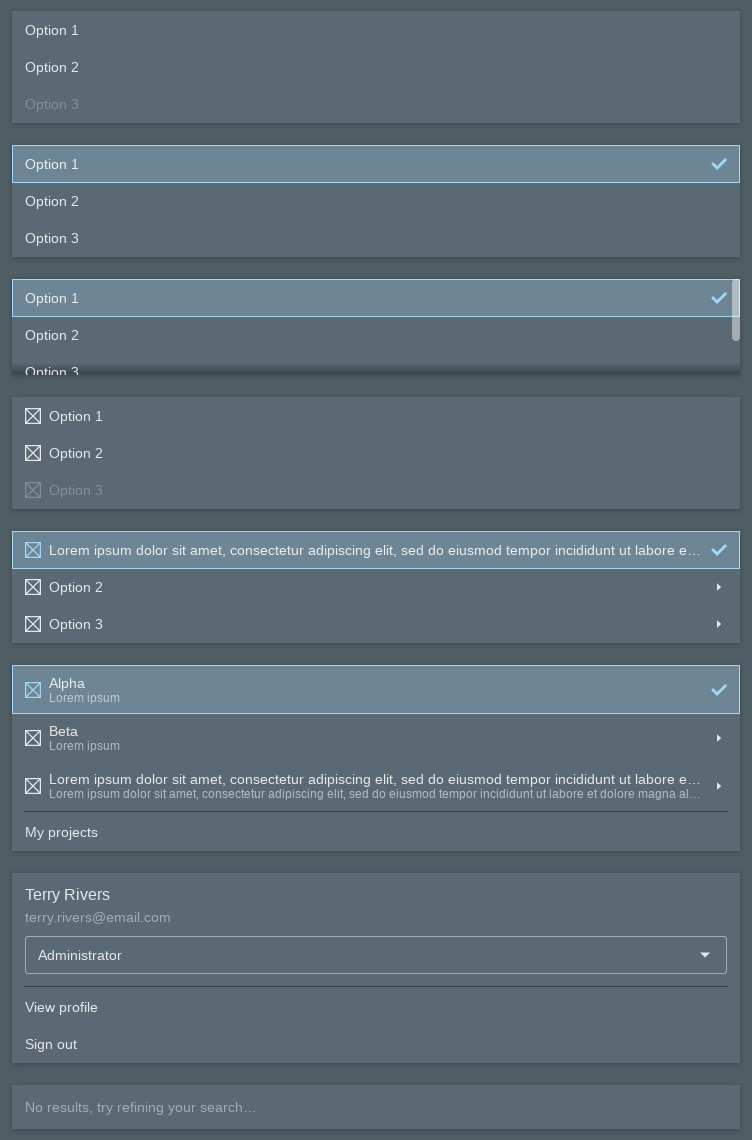 Option 1
Option 2
Option 3
Option 1
Option 2
Option 3
Option 1
Option 2
Option 3
Option 1
Option 2
Option 3
Lorem ipsum dolor sit amet, consectetur adipiscing elit, sed do eiusmod tempor incididunt ut labore e…
Option 2
Option 3
Alpha
Lorem ipsum
Beta
Lorem ipsum
Lorem ipsum dolor sit amet, consectetur adipiscing elit, sed do eiusmod tempor incididunt ut labore e…
Lorem ipsum dolor sit amet, consectetur adipiscing elit, sed do eiusmod tempor incididunt ut labore et dolore magna al…
My projects
Terry Rivers
terry.rivers@email.com
Administrator
View profile
Sign out
No results, try refining your search…